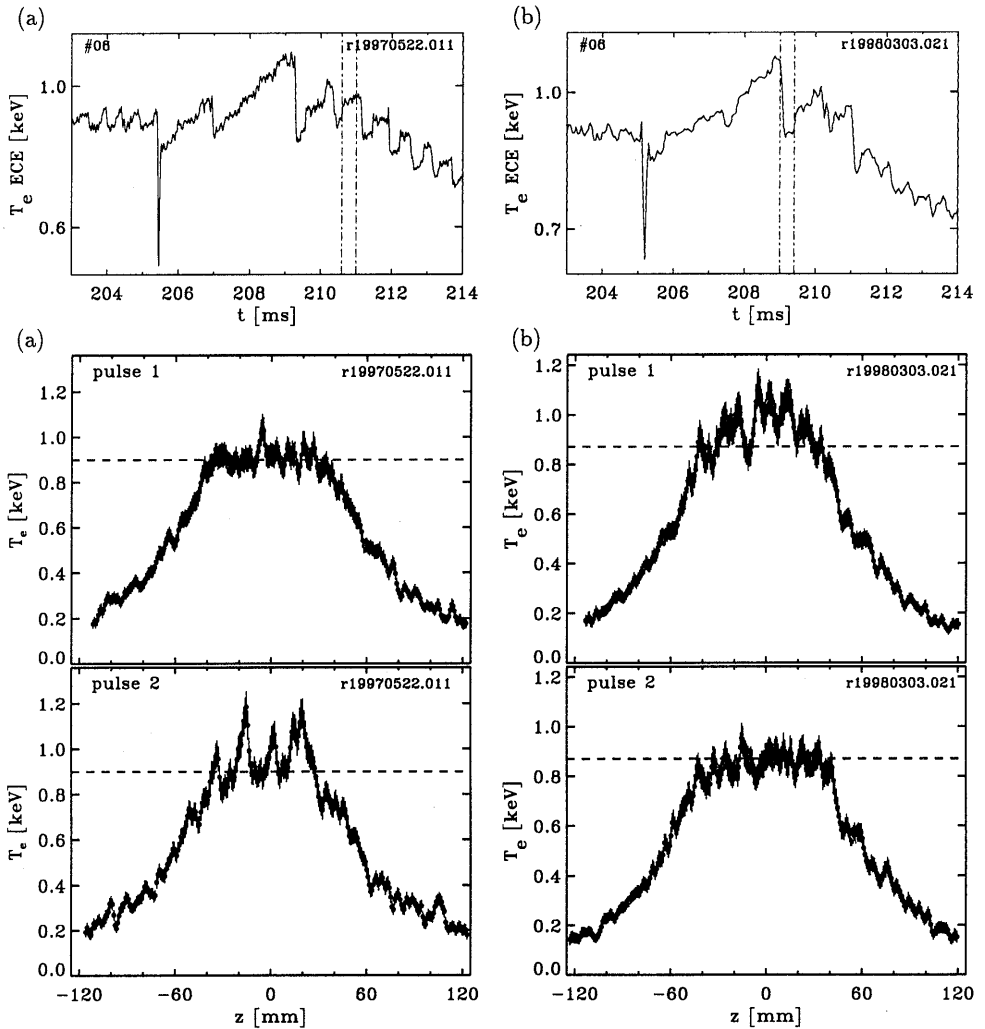 (a)
(b)
#06
r19970522.011
#06
r19980303.021
T_e ECE [keV]
1.0
0.6
T_e ECE [keV]
1.0
0.7
204
206
208
210
212
214
204
206
208
210
212
214
t [ms]
t [ms]
(a)
(b)
pulse 1
r19970522.011
pulse 1
r19980303.021
T_e [keV]
1.2
1.0
0.8
0.6
0.4
0.2
0.0
T_e [keV]
1.2
1.0
0.8
0.6
0.4
0.2
0.0
pulse 2
r19970522.011
pulse 2
r19980303.021
T_e [keV]
1.2
1.0
0.8
0.6
0.4
0.2
0.0
T_e [keV]
1.2
1.0
0.8
0.6
0.4
0.2
0.0
-120
-60
0
60
120
-120
-60
0
60
120
z [mm]
z [mm]